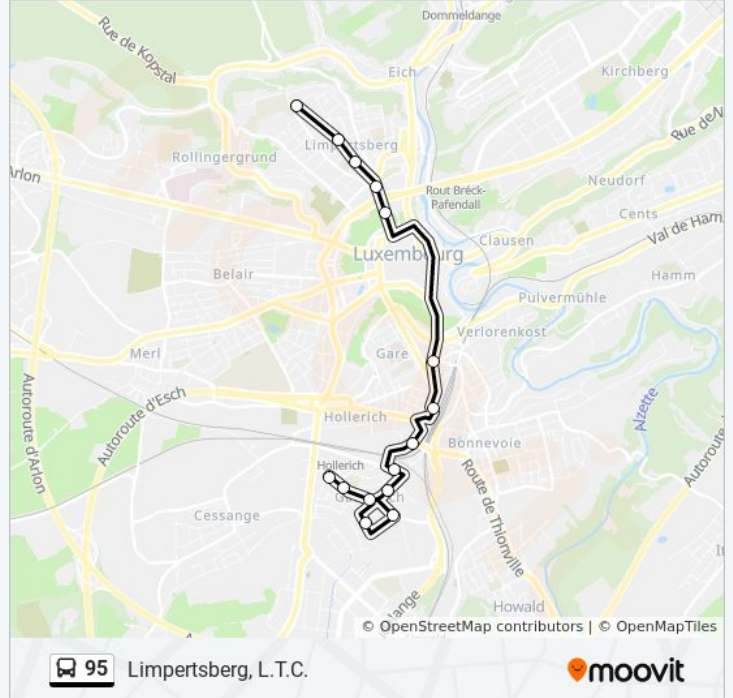 Dommeldange
Rue de Kopstal
Eich
Kirchberg
Limpertsberg
Rollingergrund
Arlon
Rout Bréck-
Pafendall
Neudorf
Cents
Clausen
Val de Ham
Luxembourg
Belair
Hamm
Pulvermühle
Verlorenkost
Merl
Gare
Autoroute d'Esch
Alzette
Autoroute d'Arlon
Hollerich
Bonnevoie
Autoroute
Hollerich
Route de Thionville
Cessange
Howald
© OpenStreetMap contributors | © OpenMapTiles
95 Limpertsberg, L.T.C.
moovit